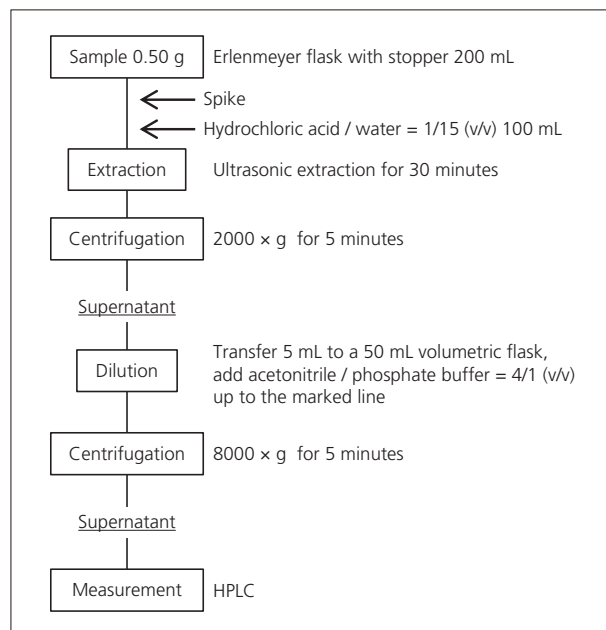 Sample 0.50 g
Erlenmeyer flask with stopper 200 mL
Spike
Hydrochloric acid / water = 1/15 (v/v) 100 mL
Extraction
Ultrasonic extraction for 30 minutes
Centrifugation
2000 × g for 5 minutes
Supernatant
Dilution
Transfer 5 mL to a 50 mL volumetric flask,
add acetonitrile / phosphate buffer = 4/1 (v/v)
up to the marked line
Centrifugation
8000 × g for 5 minutes
Supernatant
Measurement
HPLC